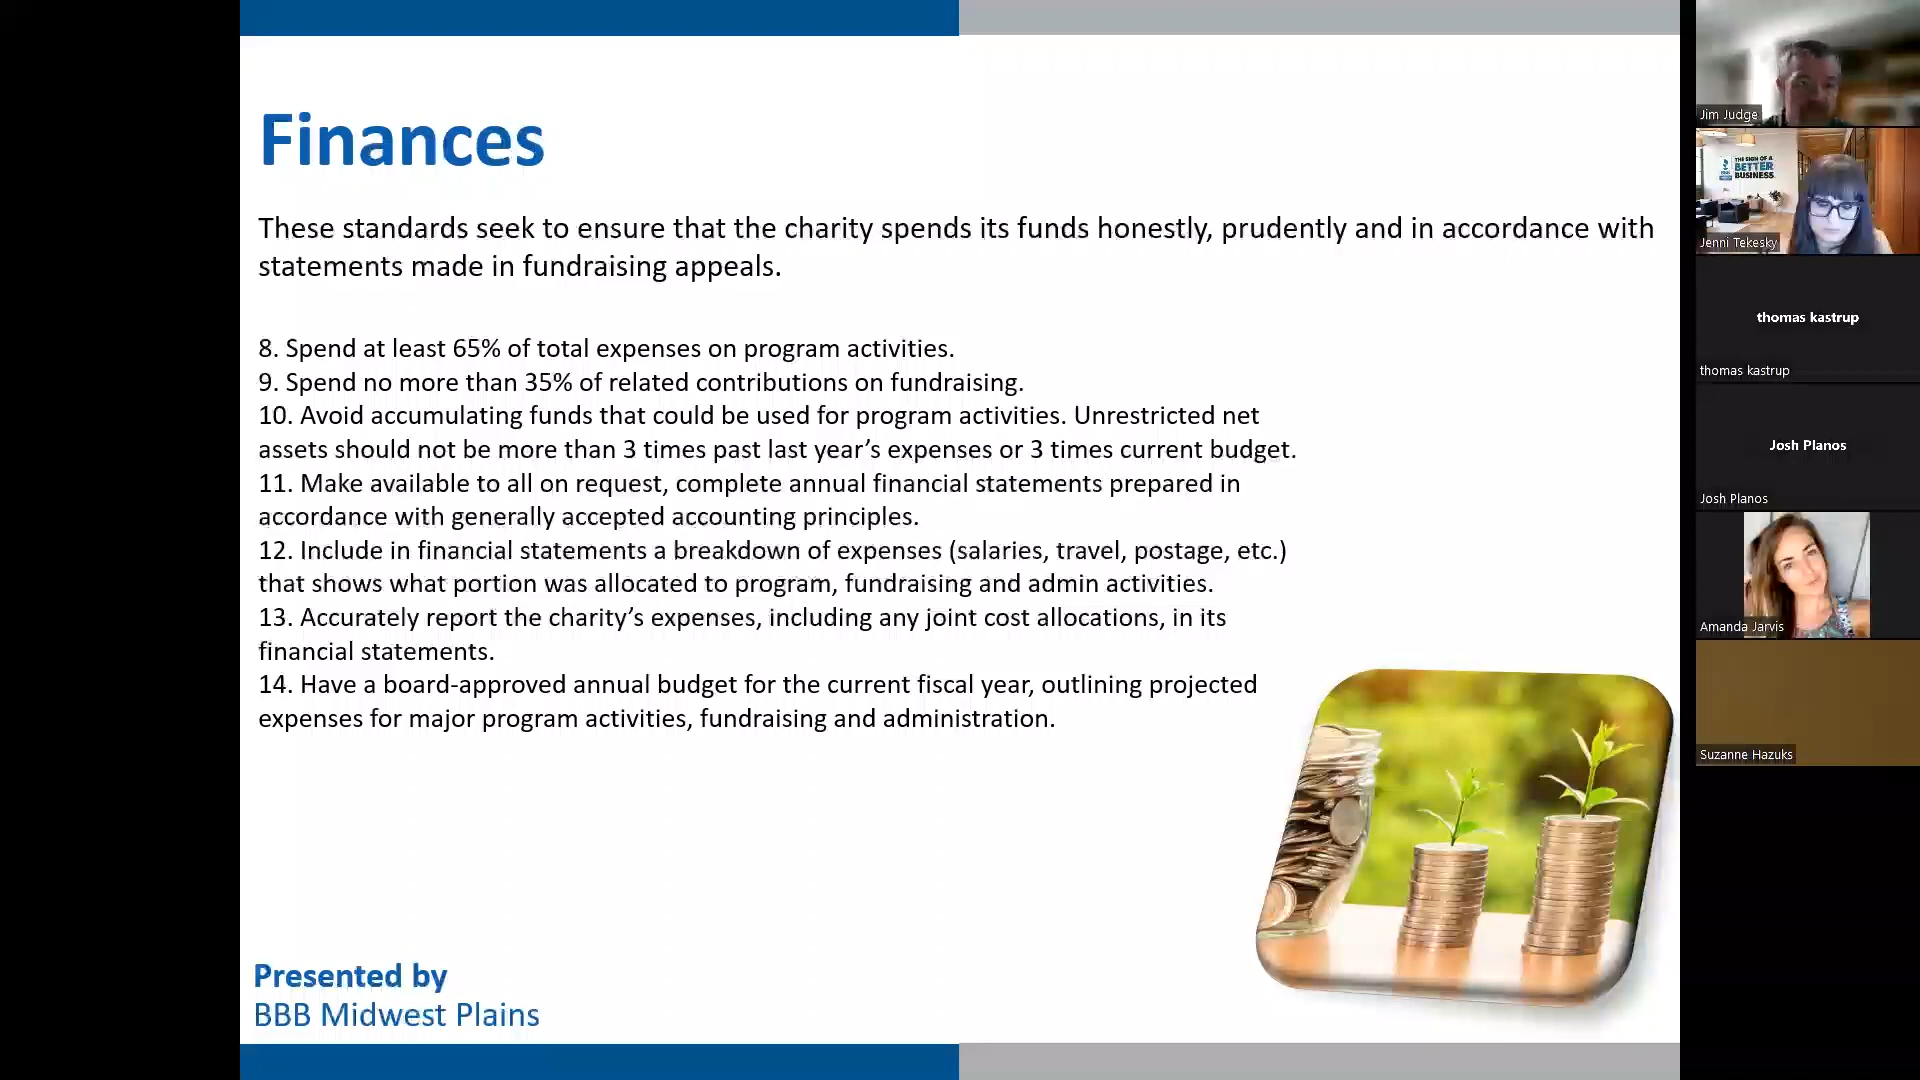 Finances
These standards seek to ensure that the charity spends its funds honestly, prudently and in accordance with
statements made in fundraising appeals.
8. Spend at least 65% of total expenses on program activities.
9. Spend no more than 35% of related contributions on fundraising.
10. Avoid accumulating funds that could be used for program activities. Unrestricted net
assets should not be more than 3 times past last year’s expenses or 3 times current budget.
11. Make available to all on request, complete annual financial statements prepared in
accordance with generally accepted accounting principles.
12. Include in financial statements a breakdown of expenses (salaries, travel, postage, etc.)
that shows what portion was allocated to program, fundraising and admin activities.
13. Accurately report the charity’s expenses, including any joint cost allocations, in its
financial statements.
14. Have a board-approved annual budget for the current fiscal year, outlining projected
expenses for major program activities, fundraising and administration.
Presented by
BBB Midwest Plains
Jim Judge
THE SIGN OF A
BETTER
BUSINESS
Jenni Tekesky
thomas kastrup
thomas kastrup
Josh Planos
Josh Planos
Amanda Jarvis
Suzanne Hazuks